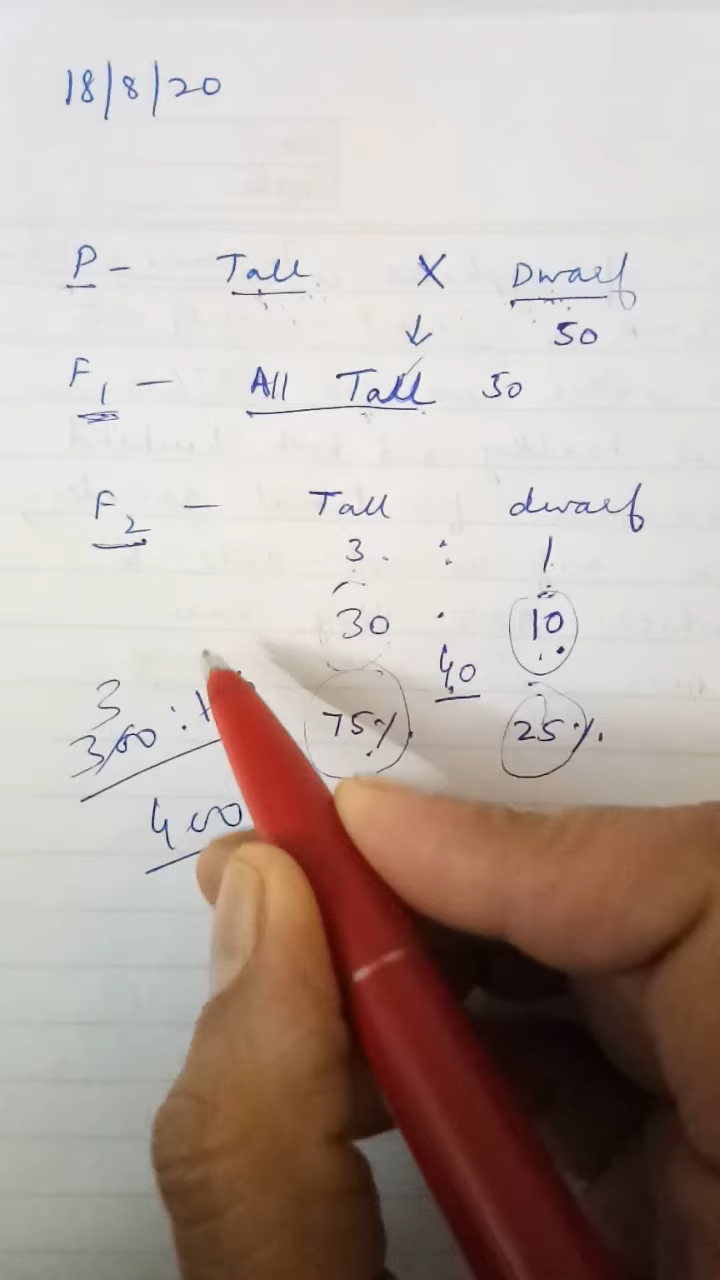 18/8/20
P - Tall X Dwarf
↓ 50
F1 - All Tall 50
F2 - Tall dwarf
3 : 1
30 : 10
40
75% 25%
3
300 :
400